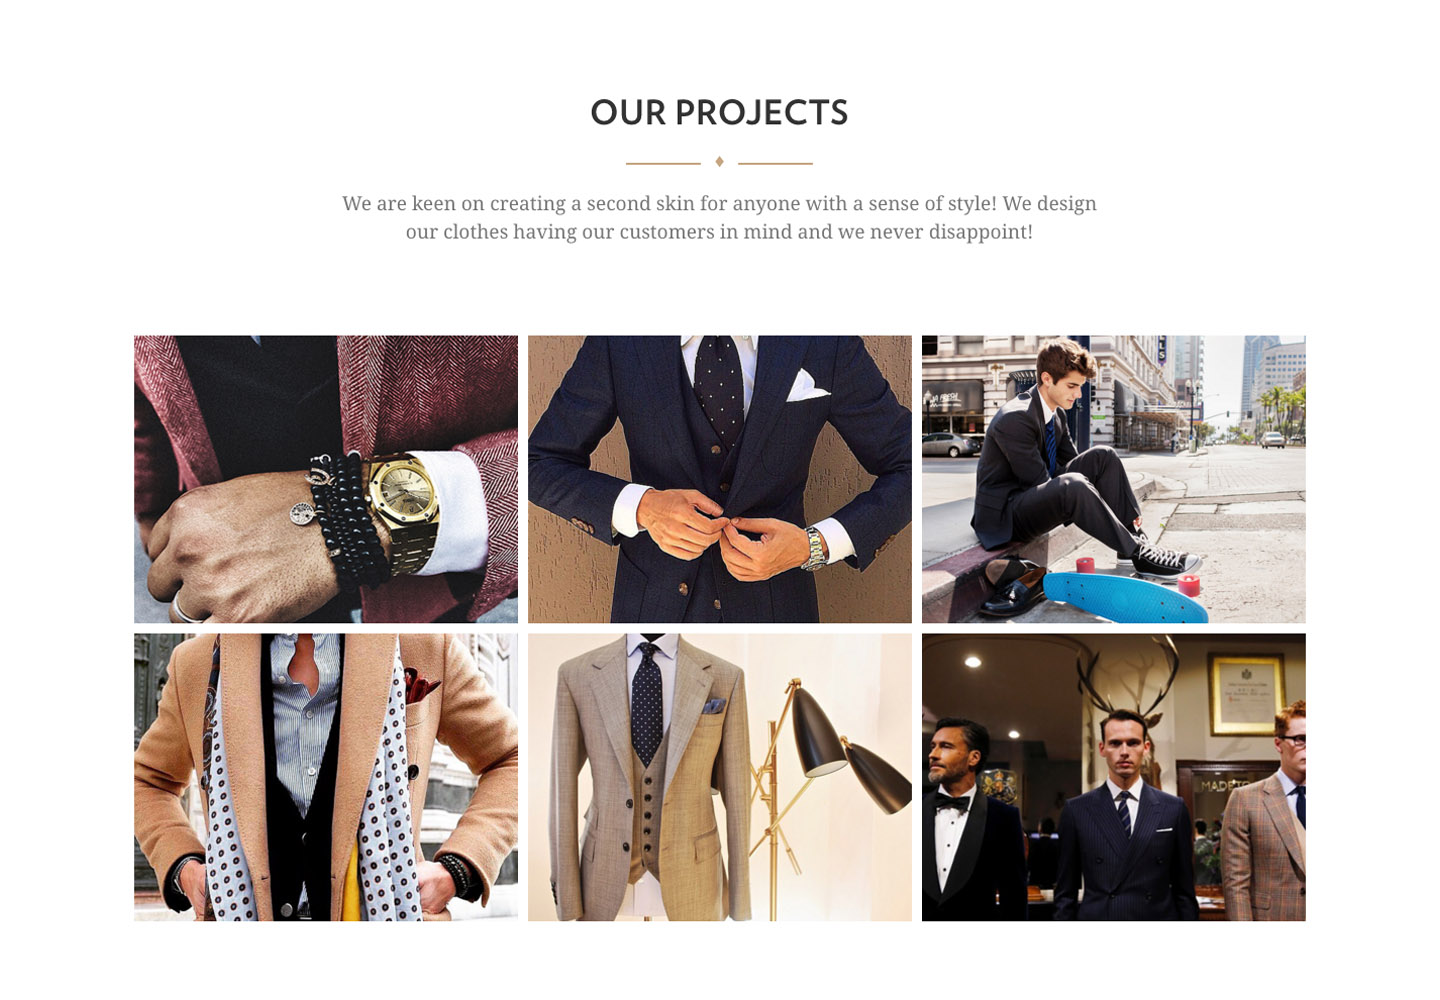 OUR PROJECTS
We are keen on creating a second skin for anyone with a sense of style! We design
our clothes having our customers in mind and we never disappoint!